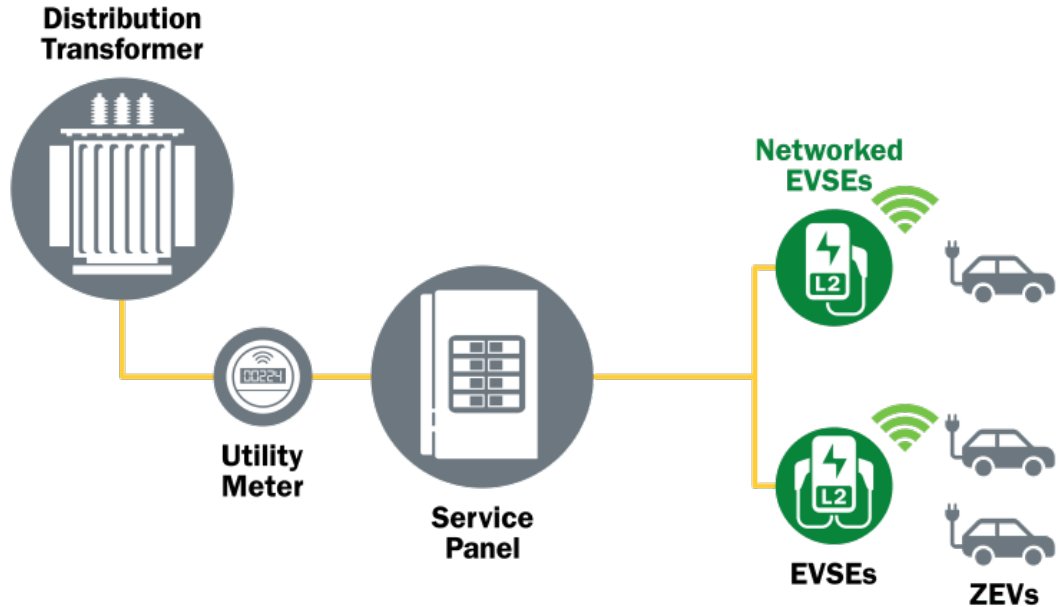 Distribution
Transformer
Networked
EVSEs
L2
00224
Utility
Meter
Service
Panel
L2
EVSEs
ZEVs